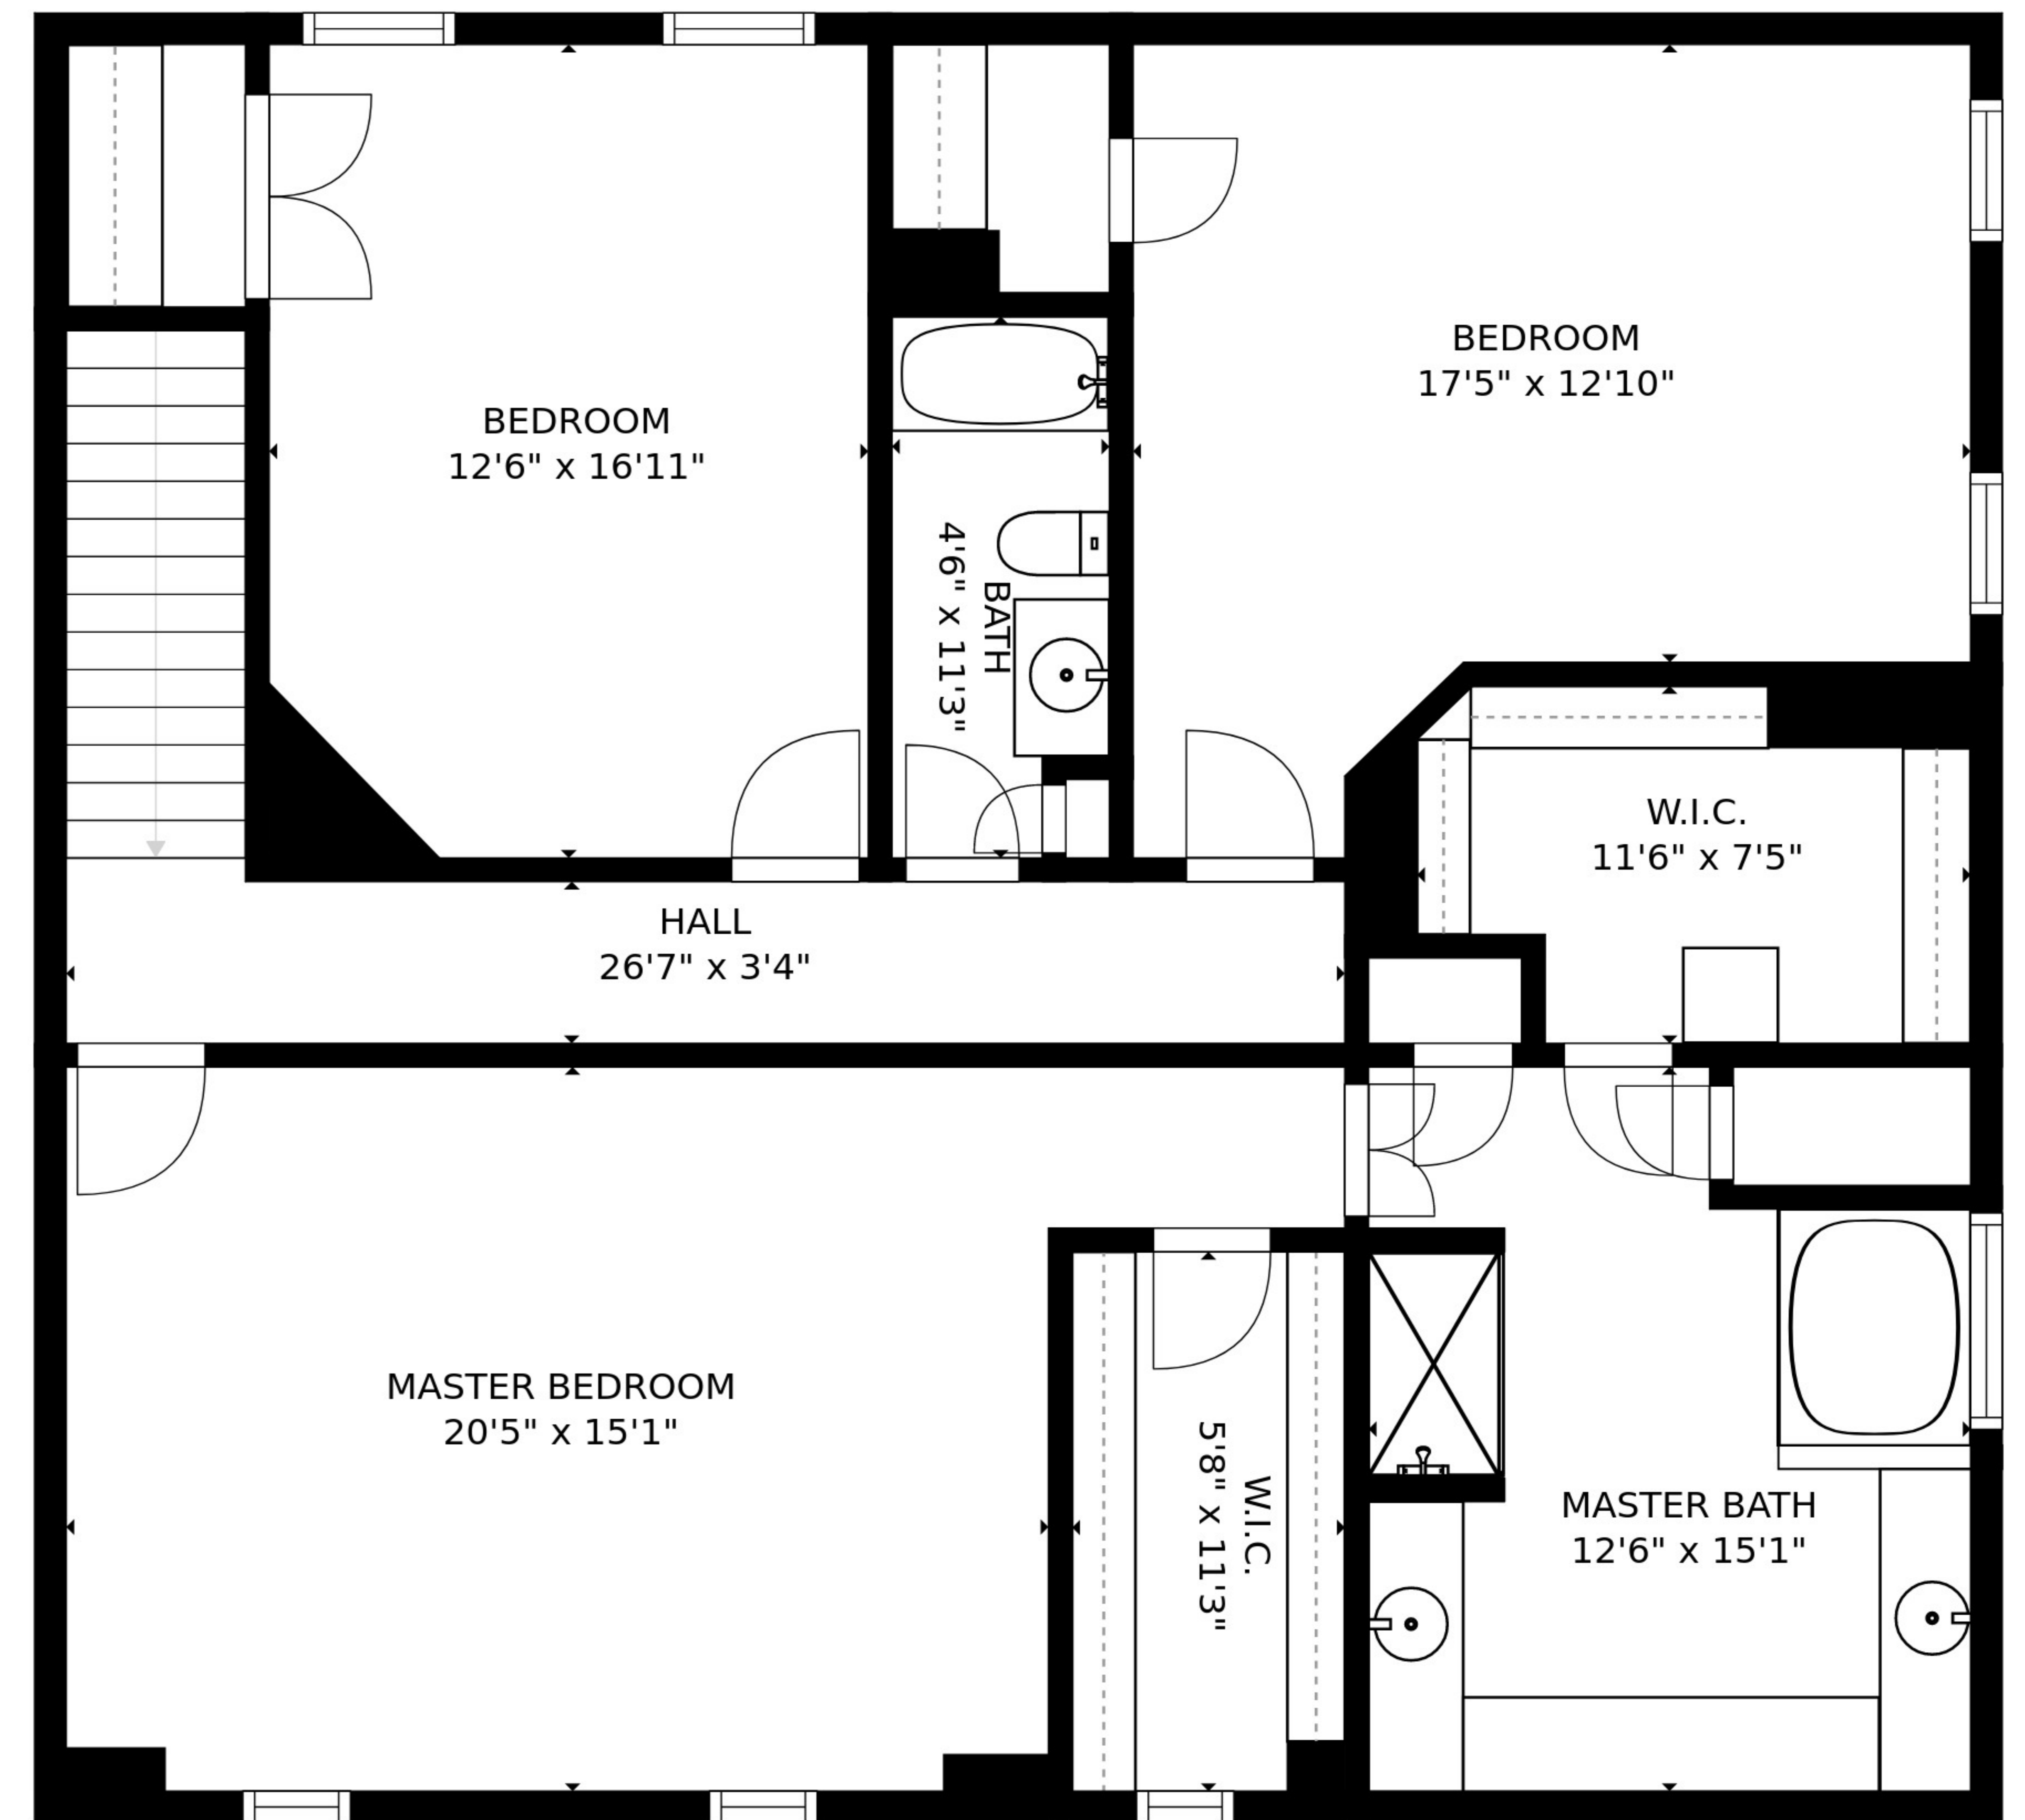 BEDROOM
12'6" x 16'11"
BEDROOM
17'5" x 12'10"
BATH
4'6" x 11'3"
W.I.C.
11'6" x 7'5"
HALL
26'7" x 3'4"
MASTER BEDROOM
20'5" x 15'1"
W.I.C.
5'8" x 11'3"
MASTER BATH
12'6" x 15'1"